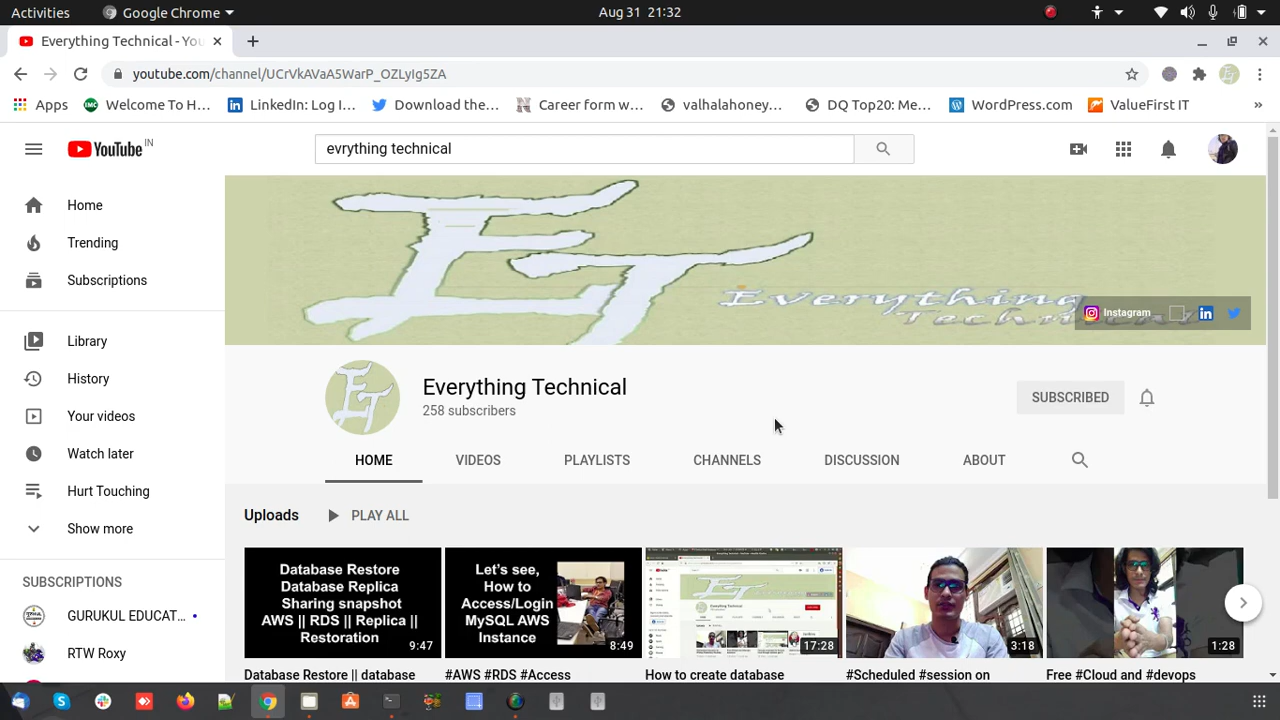 Activities Google Chrome Aug 31 21:32
Everything Technical - You
youtube.com/channel/UCrVkAVaA5WarP_OZLyIg5ZA
Apps Welcome To H... LinkedIn: Log I... Download the... Career form w... valhalahoney... DQ Top20: Me... WordPress.com ValueFirst IT »
YouTube IN
evrything technical
Home
Trending
Subscriptions
Library
History
Your videos
Watch later
Hurt Touching
Show more
SUBSCRIPTIONS
GURUKUL EDUCAT...
RTW Roxy
ET
Everything
Technical
Instagram
ET
Everything Technical
258 subscribers
SUBSCRIBED
HOME VIDEOS PLAYLISTS CHANNELS DISCUSSION ABOUT
Uploads PLAY ALL
Database Restore
Database Replica
Sharing snapshot
AWS || RDS || Replica ||
Restoration
9:47
Let's see,
How to
Access/Login
MySQL AWS
Instance
8:49
17:28
3:18
1:28
Database Restore || database
#AWS #RDS #Access
How to create database
#Scheduled #session on
Free #Cloud and #devops